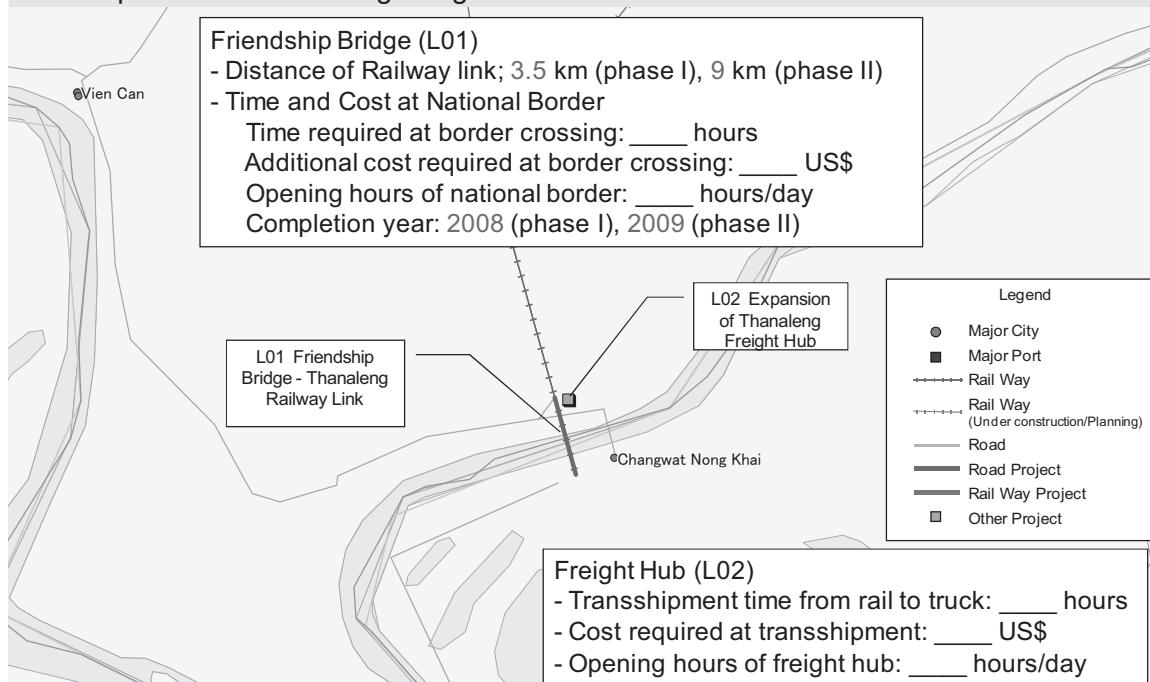 Friendship Bridge (L01)
- Distance of Railway link; 3.5 km (phase I), 9 km (phase II)
- Time and Cost at National Border
Time required at border crossing: ____ hours
Additional cost required at border crossing: ____ US$
Opening hours of national border: ____ hours/day
Completion year: 2008 (phase I), 2009 (phase II)
Vien Can
L02 Expansion
of Thanaleng
Freight Hub
L01 Friendship
Bridge - Thanaleng
Railway Link
Changwat Nong Khai
Legend
Major City
Major Port
Rail Way
Rail Way
(Under construction/Planning)
Road
Road Project
Rail Way Project
Other Project
Freight Hub (L02)
- Transshipment time from rail to truck: ____ hours
- Cost required at transshipment: ____ US$
- Opening hours of freight hub: ____ hours/day